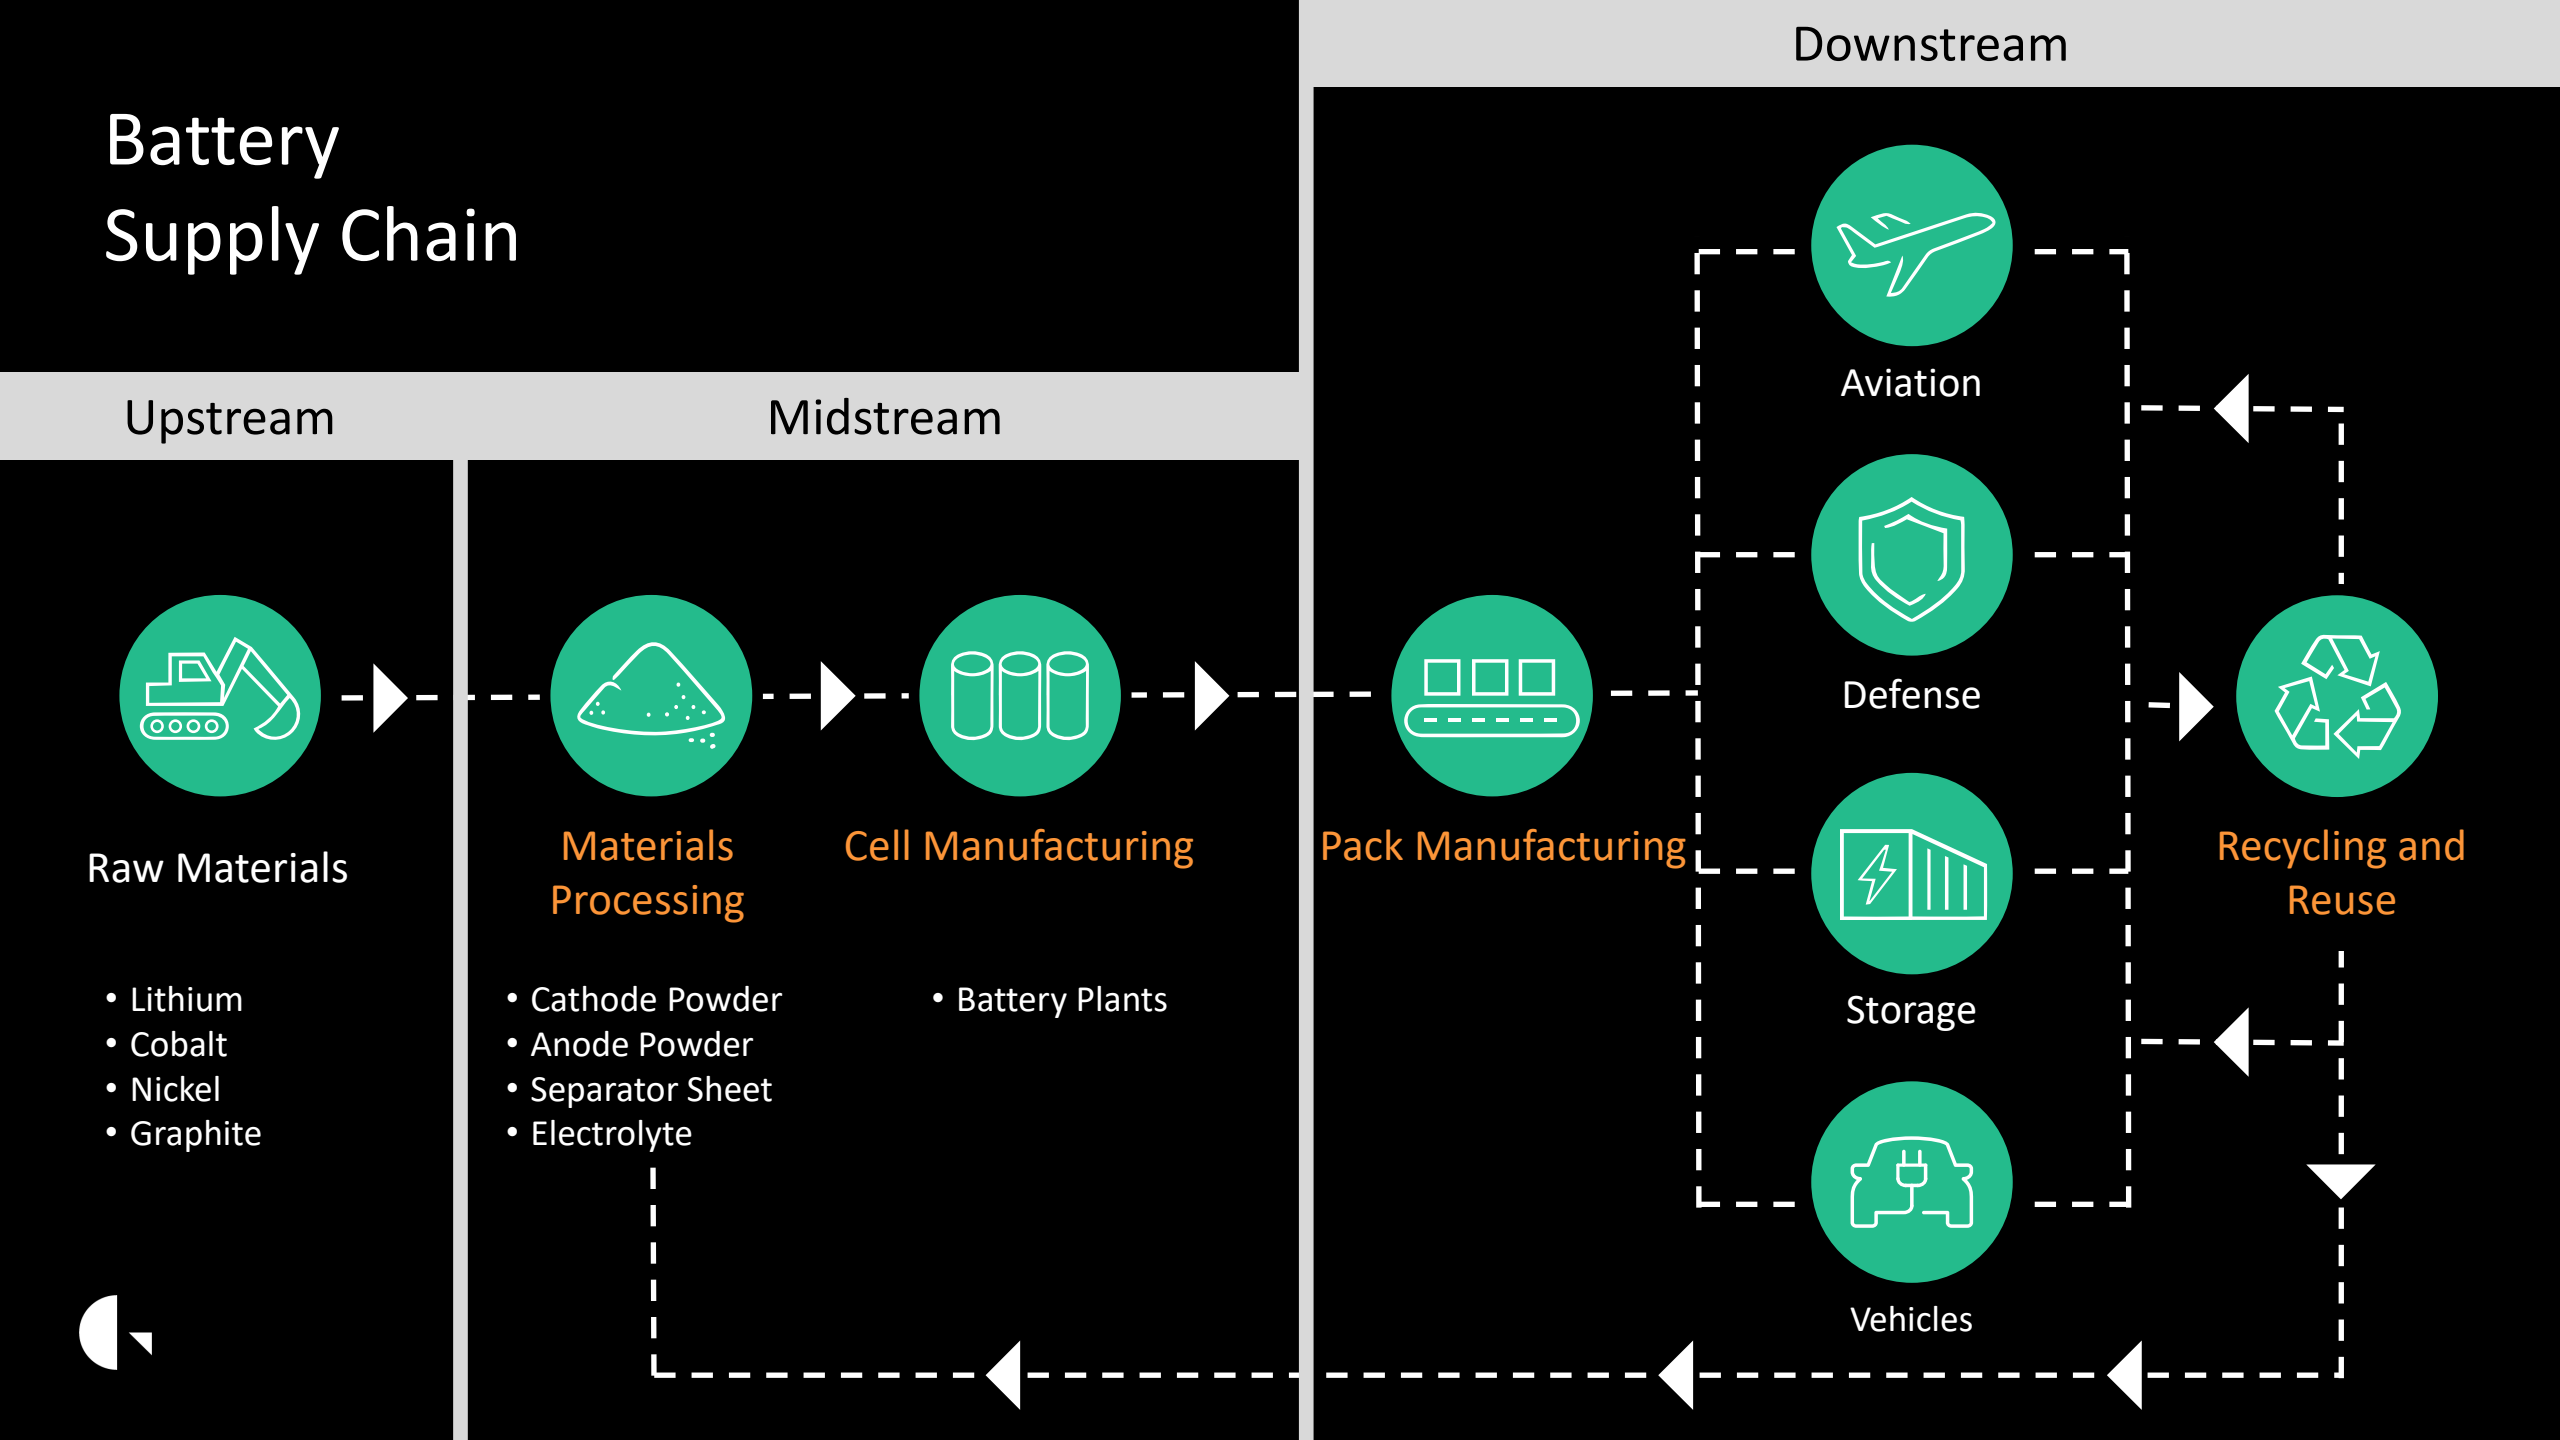 Battery
Supply Chain
Upstream
Midstream
Downstream
Raw Materials
• Lithium
• Cobalt
• Nickel
• Graphite
Materials
Processing
• Cathode Powder
• Anode Powder
• Separator Sheet
• Electrolyte
Cell Manufacturing
• Battery Plants
Pack Manufacturing
Aviation
Defense
Storage
Vehicles
Recycling and
Reuse